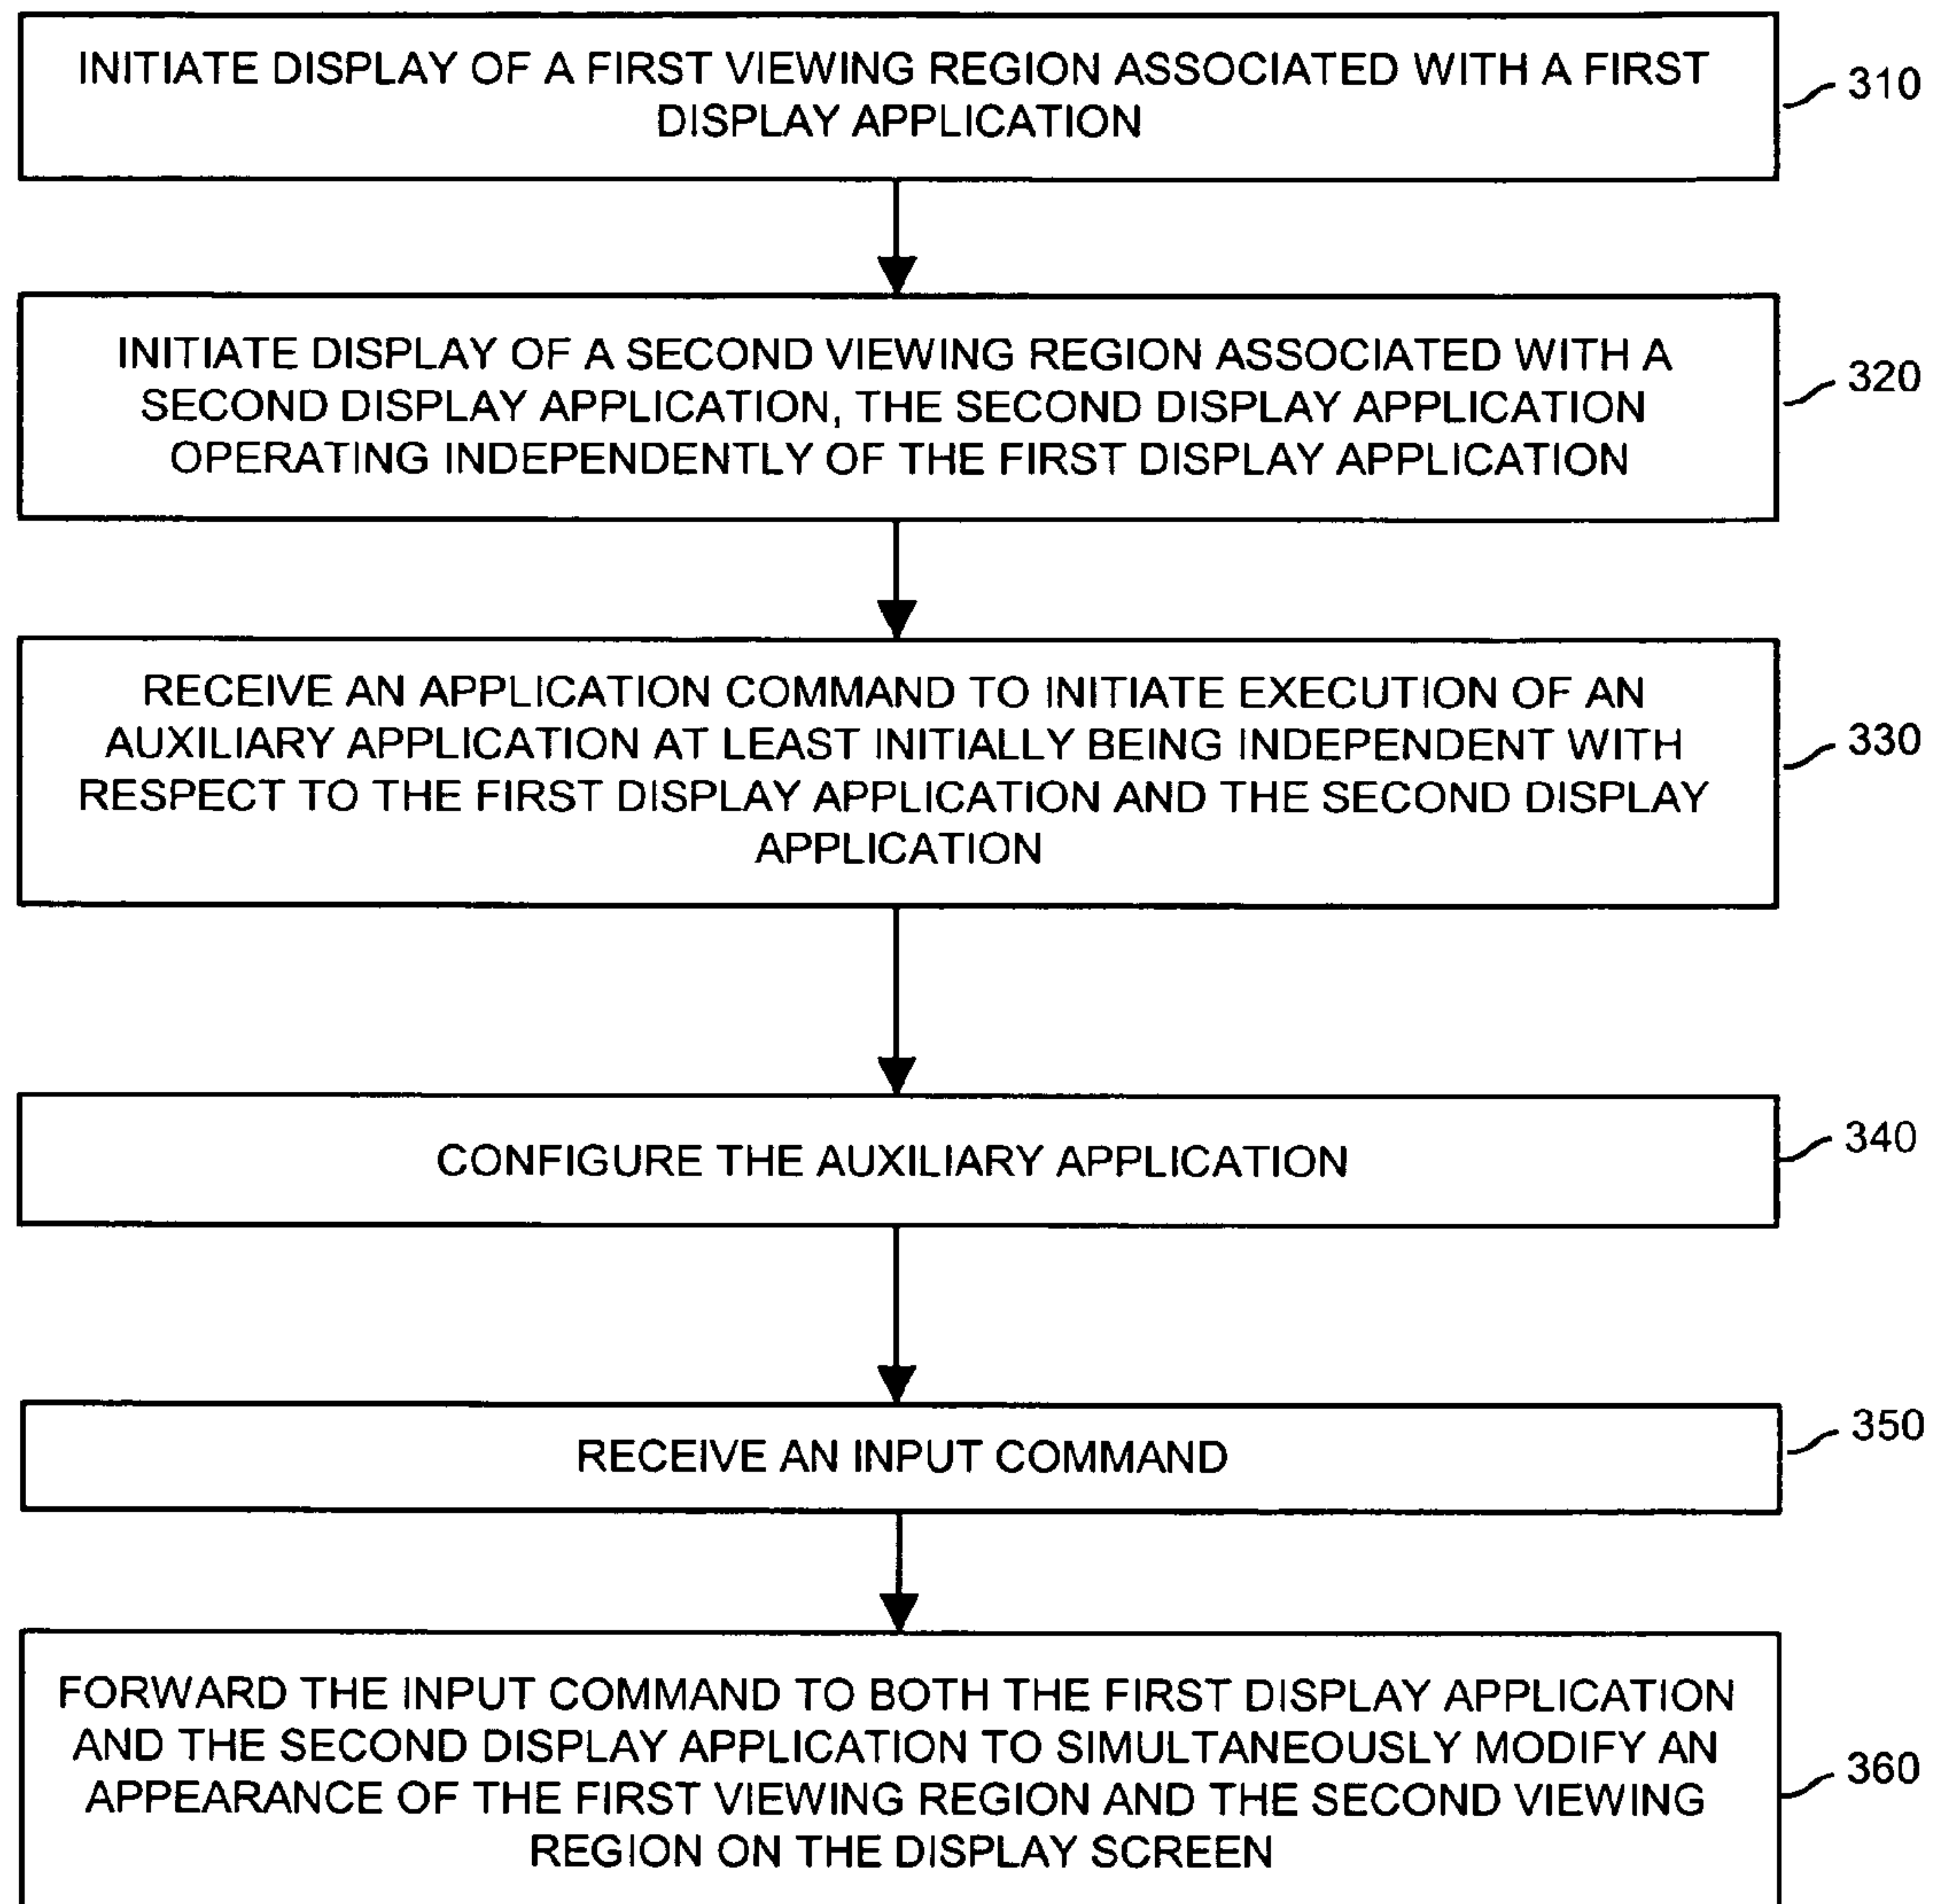 INITIATE DISPLAY OF A FIRST VIEWING REGION ASSOCIATED WITH A FIRST
DISPLAY APPLICATION
310
INITIATE DISPLAY OF A SECOND VIEWING REGION ASSOCIATED WITH A
SECOND DISPLAY APPLICATION, THE SECOND DISPLAY APPLICATION
OPERATING INDEPENDENTLY OF THE FIRST DISPLAY APPLICATION
320
RECEIVE AN APPLICATION COMMAND TO INITIATE EXECUTION OF AN
AUXILIARY APPLICATION AT LEAST INITIALLY BEING INDEPENDENT WITH
RESPECT TO THE FIRST DISPLAY APPLICATION AND THE SECOND DISPLAY
APPLICATION
330
CONFIGURE THE AUXILIARY APPLICATION
340
RECEIVE AN INPUT COMMAND
350
FORWARD THE INPUT COMMAND TO BOTH THE FIRST DISPLAY APPLICATION
AND THE SECOND DISPLAY APPLICATION TO SIMULTANEOUSLY MODIFY AN
APPEARANCE OF THE FIRST VIEWING REGION AND THE SECOND VIEWING
REGION ON THE DISPLAY SCREEN
360